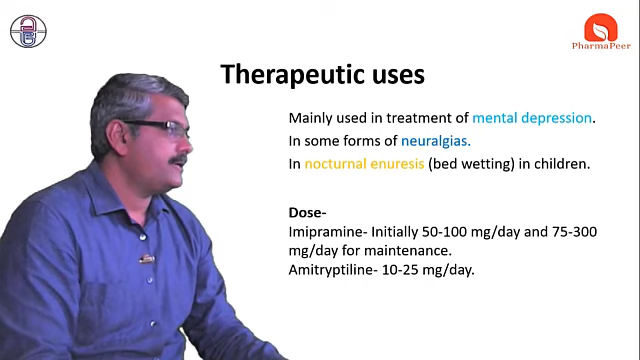 PharmaPeer
Therapeutic uses
Mainly used in treatment of mental depression.
In some forms of neuralgias.
In nocturnal enuresis (bed wetting) in children.
Dose-
Imipramine- Initially 50-100 mg/day and 75-300
mg/day for maintenance.
Amitryptiline- 10-25 mg/day.